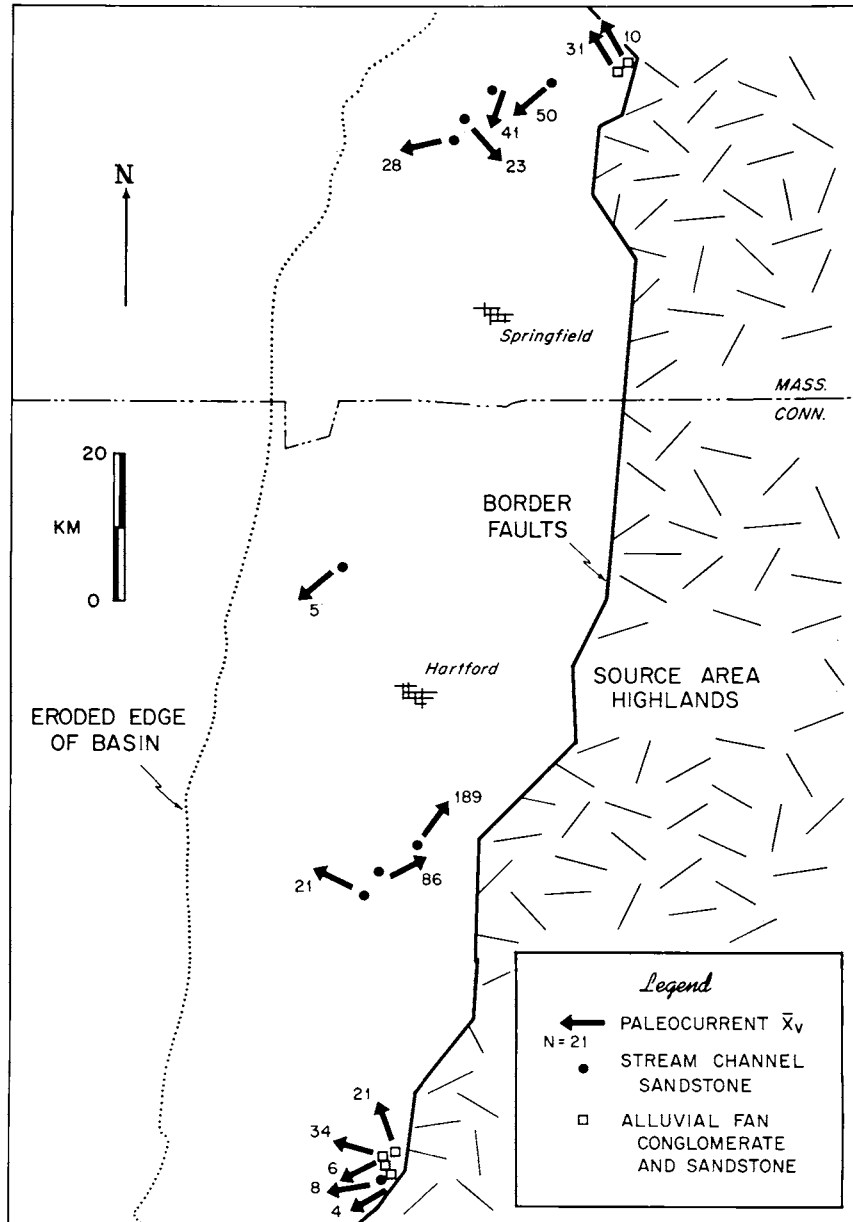 10
31
50
41
28
23
N
Springfield
MASS.
CONN.
20
KM
0
BORDER
FAULTS
5
Hartford
SOURCE AREA
HIGHLANDS
ERODED EDGE
OF BASIN
189
21
86
Legend
PALEOCURRENT X̄v
N=21
STREAM CHANNEL
SANDSTONE
ALLUVIAL FAN
CONGLOMERATE
AND SANDSTONE
21
34
6
8
4